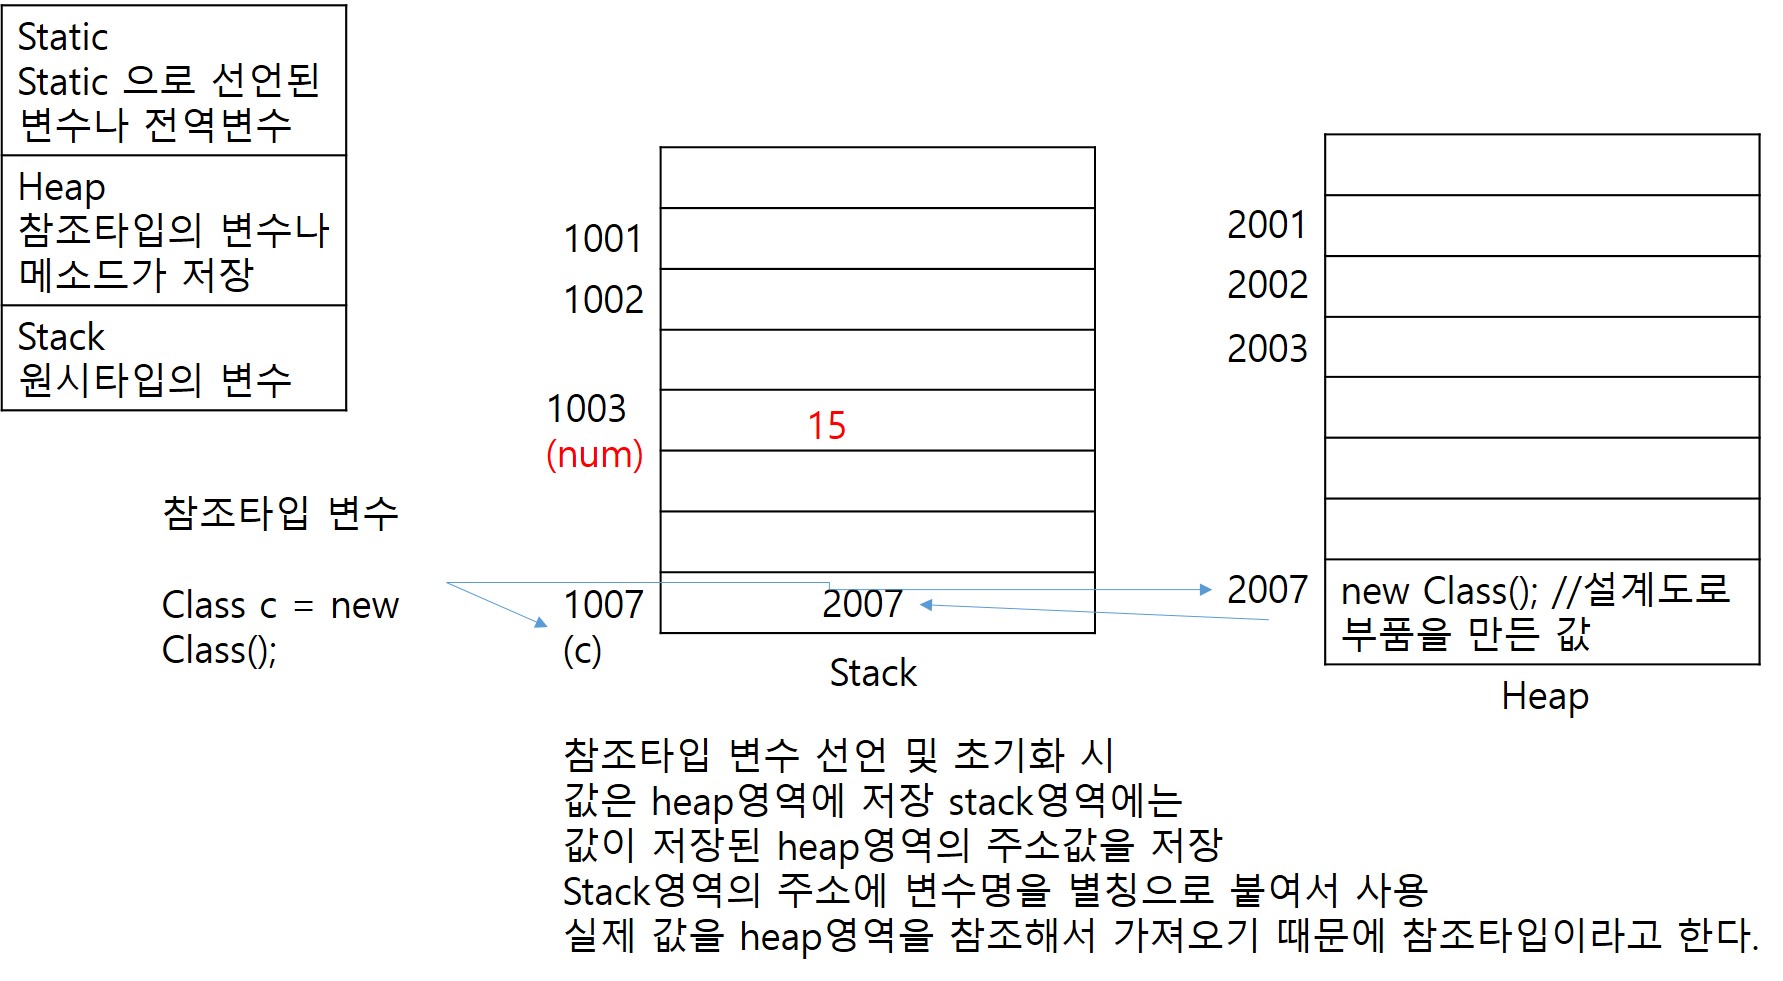 Static
Static 으로 선언된
변수나 전역변수
Heap
참조타입의 변수나
메소드가 저장
Stack
원시타입의 변수
참조타입 변수
Class c = new
Class();
1001
1002
1003
(num)
15
1007
(c)
2007
Stack
2001
2002
2003
2007
new Class(); //설계도로
부품을 만든 값
Heap
참조타입 변수 선언 및 초기화 시
값은 heap영역에 저장 stack영역에는
값이 저장된 heap영역의 주소값을 저장
Stack영역의 주소에 변수명을 별칭으로 붙여서 사용
실제 값을 heap영역을 참조해서 가져오기 때문에 참조타입이라고 한다.